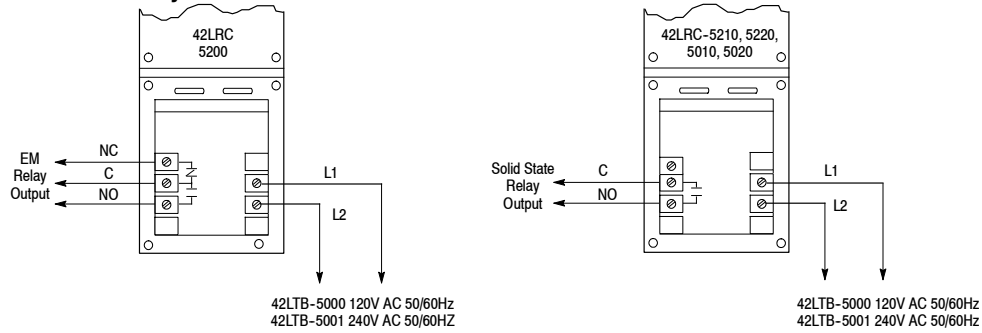 42LRC
5200
NC
EM
Relay
Output
C
NO
L1
L2
42LTB-5000 120V AC 50/60Hz
42LTB-5001 240V AC 50/60HZ
42LRC-5210, 5220,
5010, 5020
Solid State
Relay
Output
C
NO
L1
L2
42LTB-5000 120V AC 50/60Hz
42LTB-5001 240V AC 50/60Hz